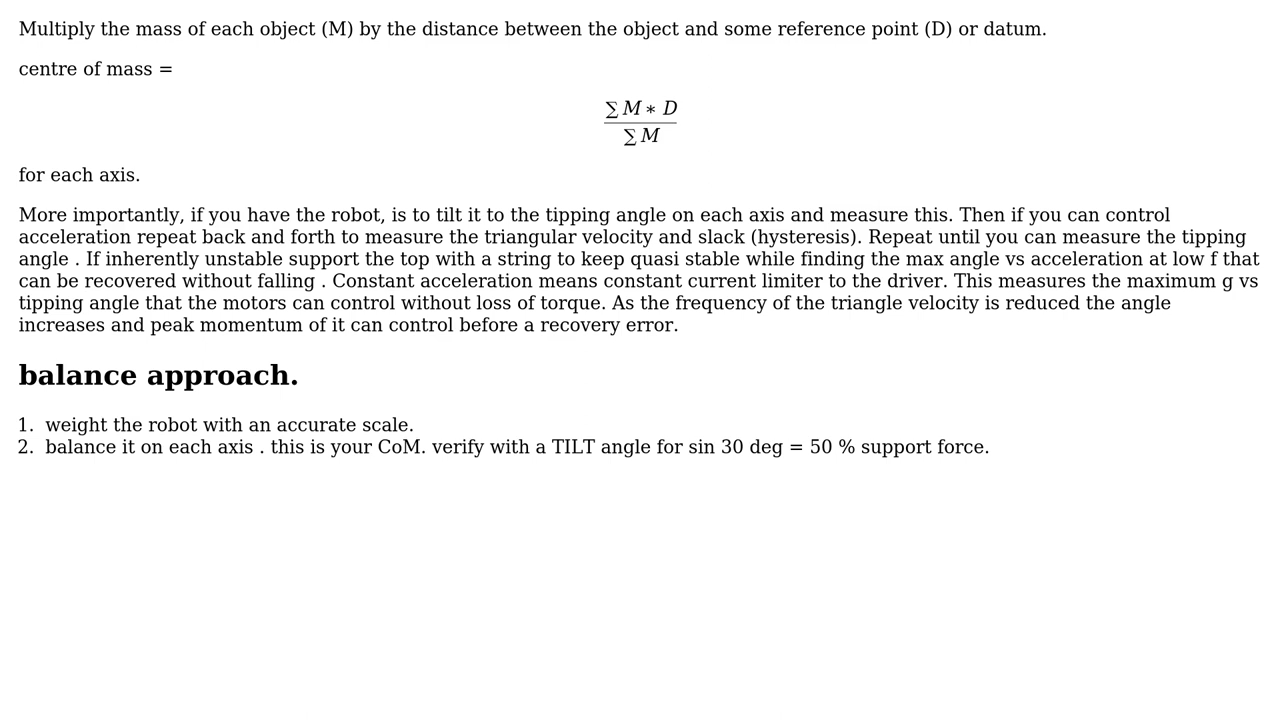 Multiply the mass of each object (M) by the distance between the object and some reference point (D) or datum.
centre of mass =
∑ M ∗ D
∑ M
for each axis.
More importantly, if you have the robot, is to tilt it to the tipping angle on each axis and measure this. Then if you can control
acceleration repeat back and forth to measure the triangular velocity and slack (hysteresis). Repeat until you can measure the tipping
angle . If inherently unstable support the top with a string to keep quasi stable while finding the max angle vs acceleration at low f that
can be recovered without falling . Constant acceleration means constant current limiter to the driver. This measures the maximum g vs
tipping angle that the motors can control without loss of torque. As the frequency of the triangle velocity is reduced the angle
increases and peak momentum of it can control before a recovery error.
balance approach.
1. weight the robot with an accurate scale.
2. balance it on each axis . this is your CoM. verify with a TILT angle for sin 30 deg = 50 % support force.